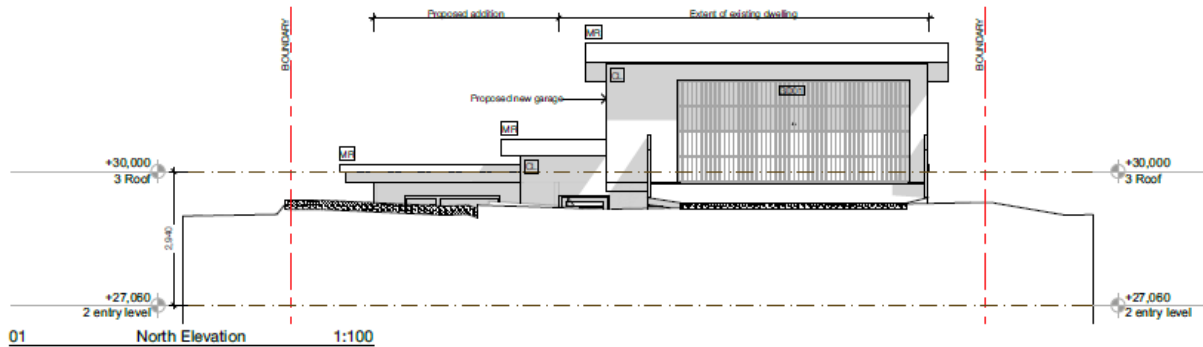 Proposed addition
Extent of existing dwelling
BOUNDARY
BOUNDARY
MR
CL
Proposed new garage
MR
MR
CL
+30,000
3 Roof
+30,000
3 Roof
2,940
+27,060
2 entry level
+27,060
2 entry level
01 North Elevation 1:100